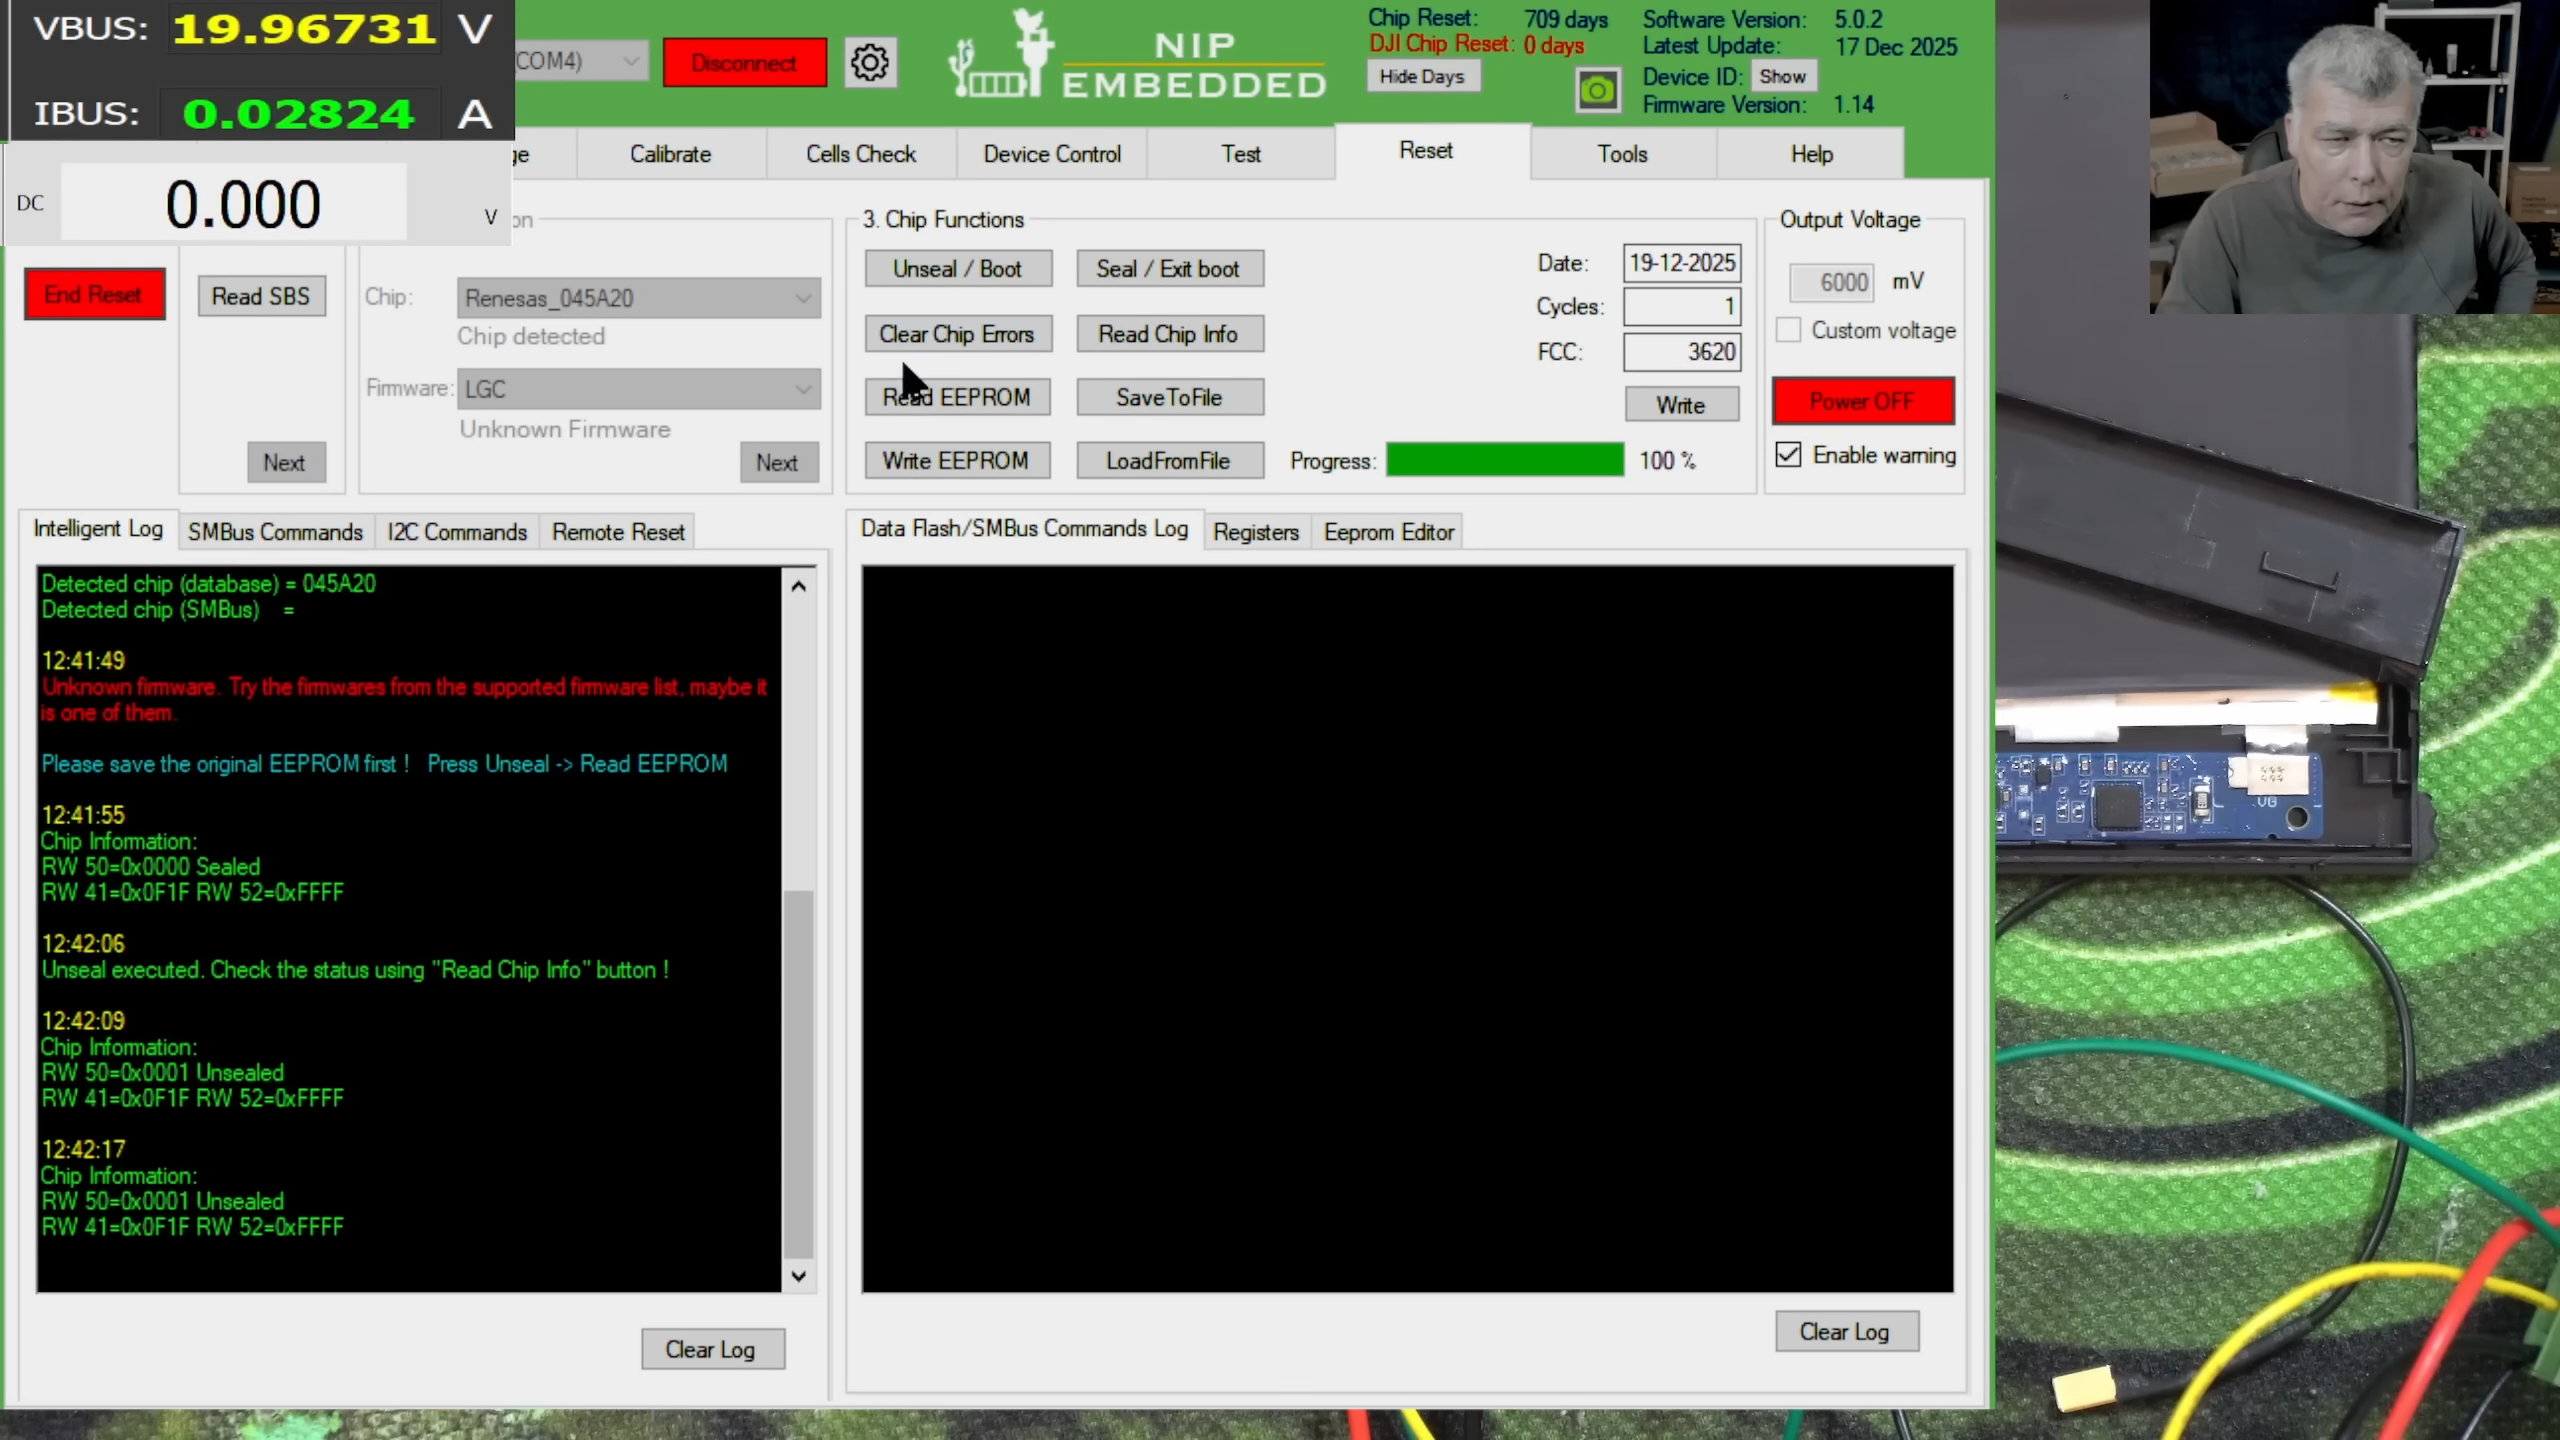 VBUS: 19.96731 V
IBUS: 0.02824 A
DC 0.000 V
COM4)
Disconnect
NIP
EMBEDDED
Chip Reset: 709 days
DJI Chip Reset: 0 days
Hide Days
Software Version: 5.0.2
Latest Update: 17 Dec 2025
Device ID: Show
Firmware Version: 1.14
ge
Calibrate
Cells Check
Device Control
Test
Reset
Tools
Help
End Reset
Read SBS
Next
on
Chip: Renesas_045A20
Chip detected
Firmware: LGC
Unknown Firmware
Next
3. Chip Functions
Unseal / Boot
Seal / Exit boot
Clear Chip Errors
Read Chip Info
Read EEPROM
SaveToFile
Write EEPROM
LoadFromFile
Date: 19-12-2025
Cycles: 1
FCC: 3620
Write
Progress: 100 %
Output Voltage
6000 mV
Custom voltage
Power OFF
Enable warning
Intelligent Log
SMBus Commands
I2C Commands
Remote Reset
Detected chip (database) = 045A20
Detected chip (SMBus) =
12:41:49
Unknown firmware. Try the firmwares from the supported firmware list, maybe it
is one of them.
Please save the original EEPROM first ! Press Unseal -> Read EEPROM
12:41:55
Chip Information:
RW 50=0x0000 Sealed
RW 41=0x0F1F RW 52=0xFFFF
12:42:06
Unseal executed. Check the status using "Read Chip Info" button !
12:42:09
Chip Information:
RW 50=0x0001 Unsealed
RW 41=0x0F1F RW 52=0xFFFF
12:42:17
Chip Information:
RW 50=0x0001 Unsealed
RW 41=0x0F1F RW 52=0xFFFF
Clear Log
Data Flash/SMBus Commands Log
Registers
Eeprom Editor
Clear Log